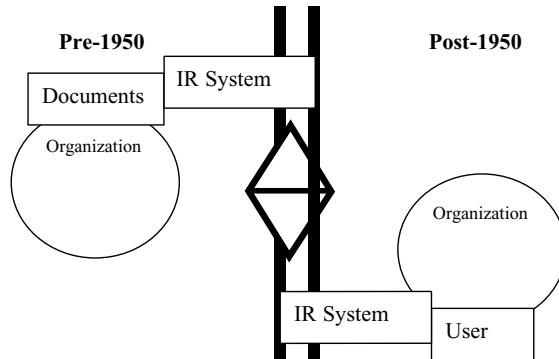 Pre-1950
Post-1950
IR System
Documents
Organization
Organization
IR System
User